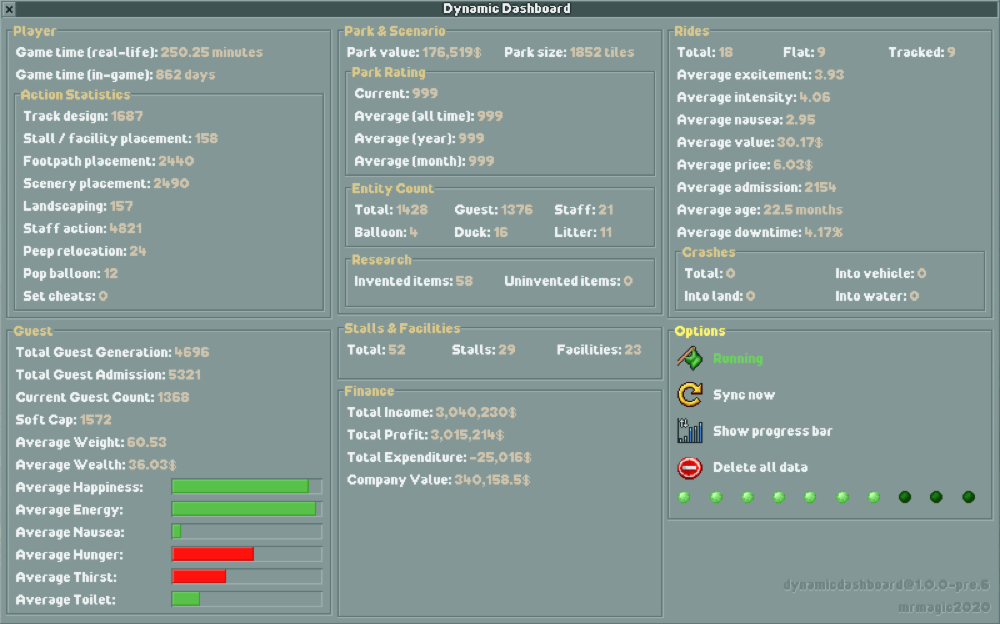 Dynamic Dashboard
Player
Game time (real-life): 250.25 minutes
Game time (in-game): 862 days
Action Statistics
Track design: 1687
Stall / facility placement: 158
Footpath placement: 2440
Scenery placement: 2490
Landscaping: 157
Staff action: 4821
Peep relocation: 24
Pop balloon: 12
Set cheats: 0
Guest
Total Guest Generation: 4696
Total Guest Admission: 5321
Current Guest Count: 1368
Soft Cap: 1572
Average Weight: 60.53
Average Wealth: 36.03$
Average Happiness:
Average Energy:
Average Nausea:
Average Hunger:
Average Thirst:
Average Toilet:
Park & Scenario
Park value: 176,519$ Park size: 1852 tiles
Park Rating
Current: 999
Average (all time): 999
Average (year): 999
Average (month): 999
Entity Count
Total: 1428 Guest: 1376 Staff: 21
Balloon: 4 Duck: 16 Litter: 11
Research
Invented items: 58 Uninvented items: 0
Stalls & Facilities
Total: 52 Stalls: 29 Facilities: 23
Finance
Total Income: 3,040,230$
Total Profit: 3,015,214$
Total Expenditure: -25,016$
Company Value: 340,158.5$
Rides
Total: 18 Flat: 9 Tracked: 9
Average excitement: 3.93
Average intensity: 4.06
Average nausea: 2.95
Average value: 30.17$
Average price: 6.03$
Average admission: 2154
Average age: 22.5 months
Average downtime: 4.17%
Crashes
Total: 0 Into vehicle: 0
Into land: 0 Into water: 0
Options
Running
Sync now
Show progress bar
Delete all data
dynamicdashboard@1.0.0-pre.6
mrmagic2020